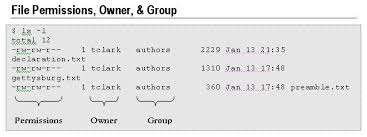 File Permissions, Owner, & Group
$ ls -l
total 12
-rw-rw-r-- 1 tclark authors 2229 Jan 13 21:35
declaration.txt
-rw-rw-r-- 1 tclark authors 1310 Jan 13 17:48
gettysburg.txt
-rw-rw-r-- 1 tclark authors 360 Jan 13 17:48 preamble.txt
Permissions Owner Group